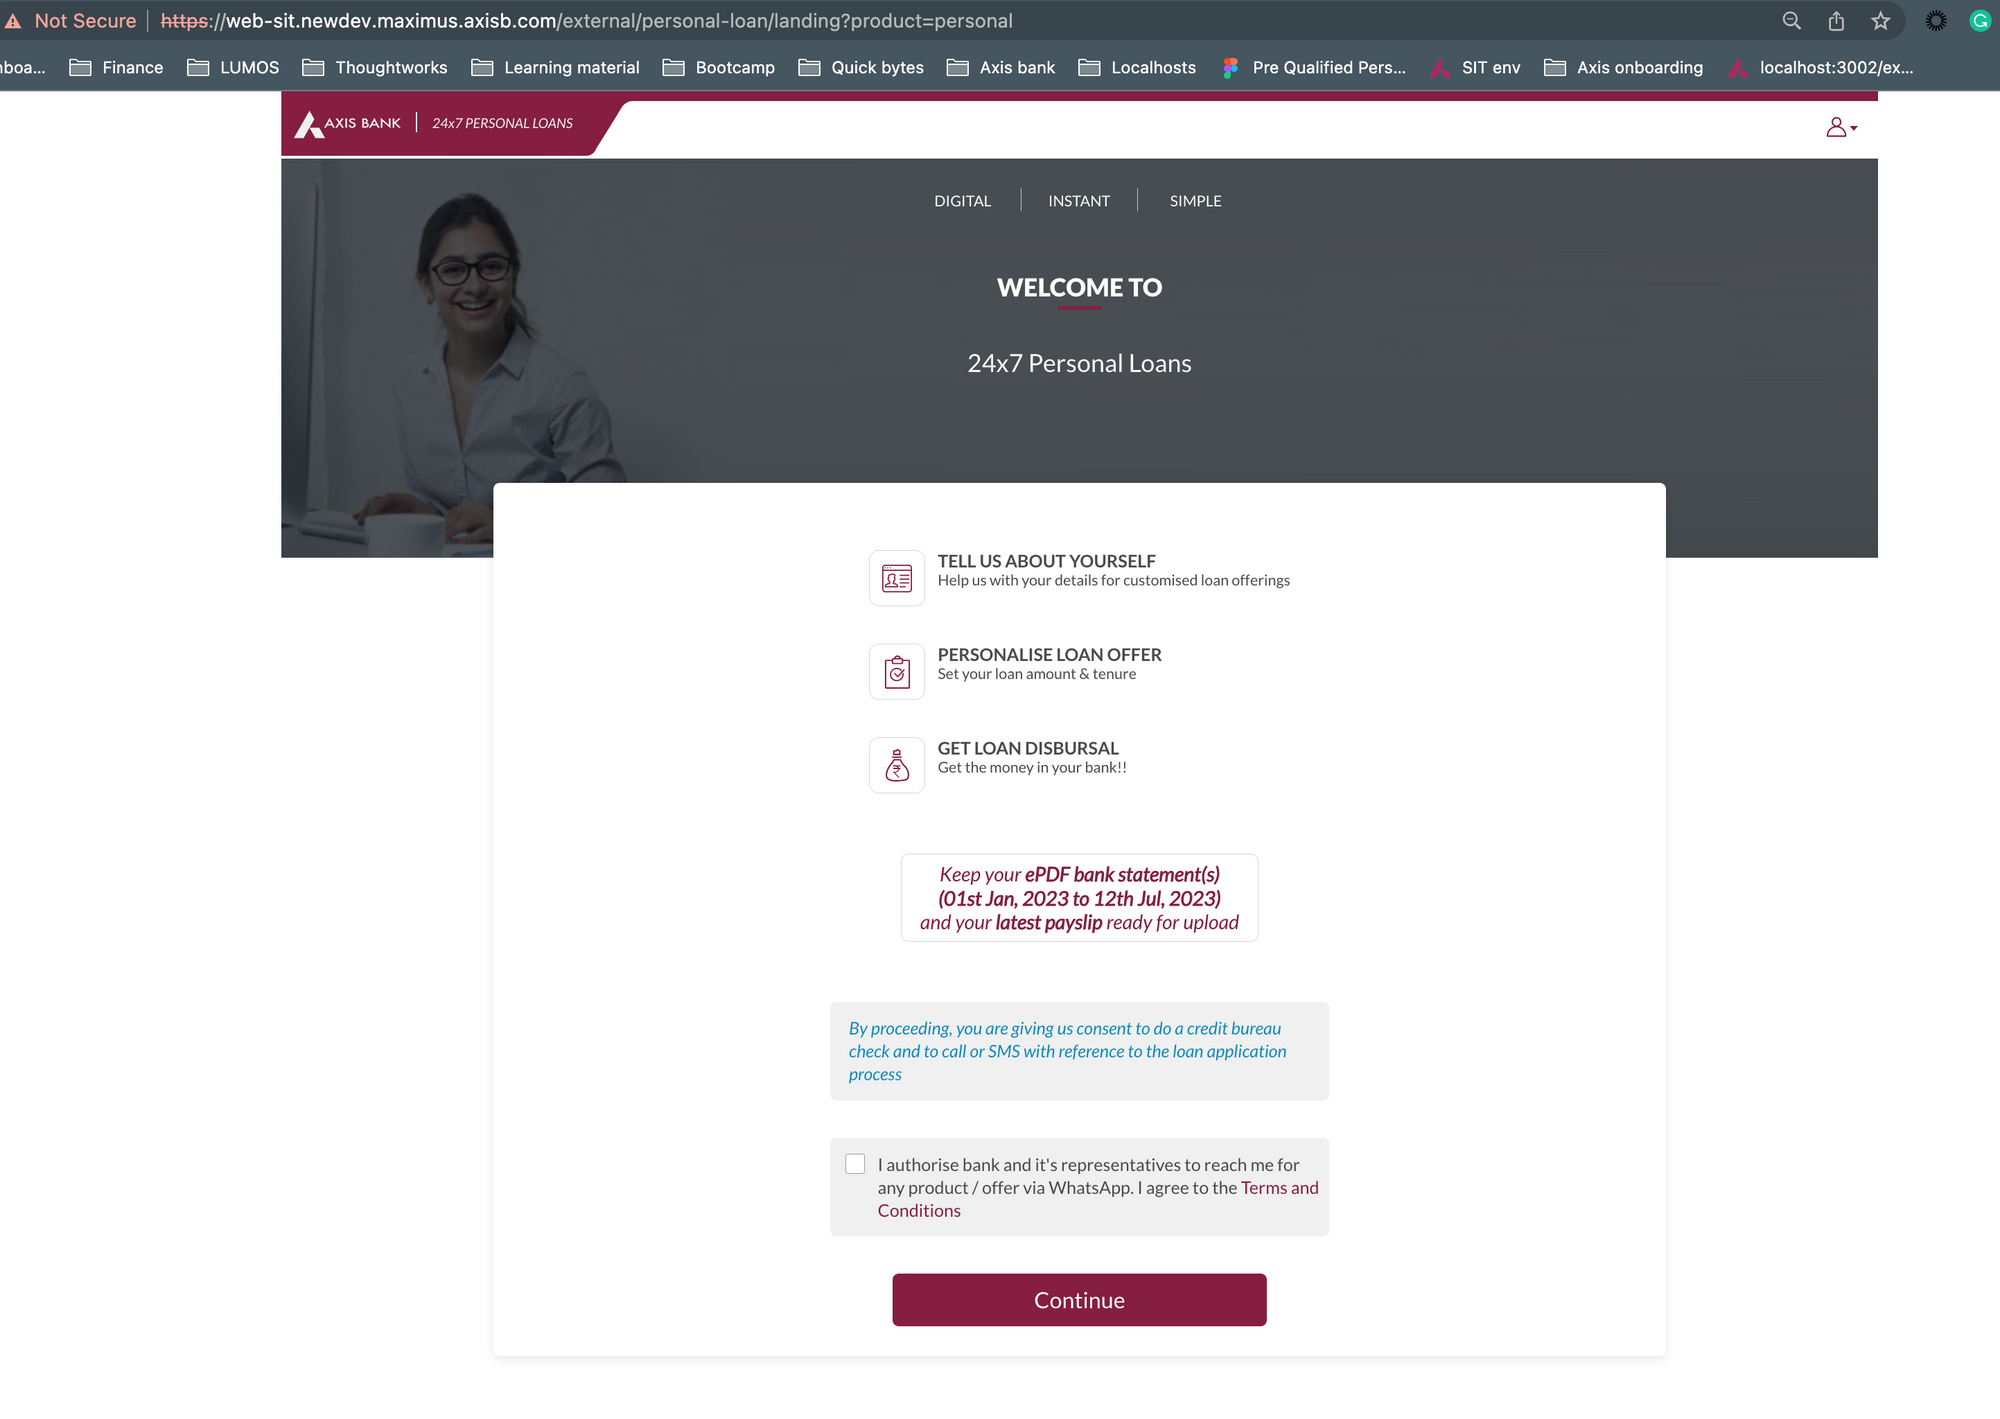 Not Secure https://web-sit.newdev.maximus.axisb.com/external/personal-loan/landing?product=personal
boa... Finance LUMOS Thoughtworks Learning material Bootcamp Quick bytes Axis bank Localhosts Pre Qualified Pers... SIT env Axis onboarding localhost:3002/ex...
AXIS BANK 24x7 PERSONAL LOANS
DIGITAL INSTANT SIMPLE
WELCOME TO
24x7 Personal Loans
TELL US ABOUT YOURSELF
Help us with your details for customised loan offerings
PERSONALISE LOAN OFFER
Set your loan amount & tenure
GET LOAN DISBURSAL
Get the money in your bank!!
Keep your ePDF bank statement(s)
(01st Jan, 2023 to 12th Jul, 2023)
and your latest payslip ready for upload
By proceeding, you are giving us consent to do a credit bureau
check and to call or SMS with reference to the loan application
process
I authorise bank and it's representatives to reach me for
any product / offer via WhatsApp. I agree to the Terms and
Conditions
Continue